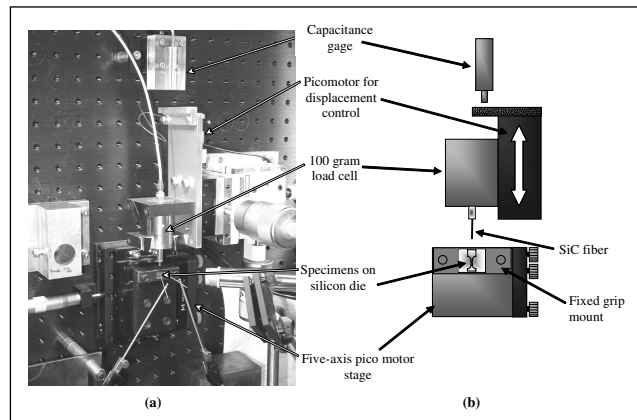 Capacitance
gage
Picomotor for
displacement
control
100 gram
load cell
SiC fiber
Specimens on
silicon die
Fixed grip
mount
Five-axis pico motor
stage
(a)
(b)